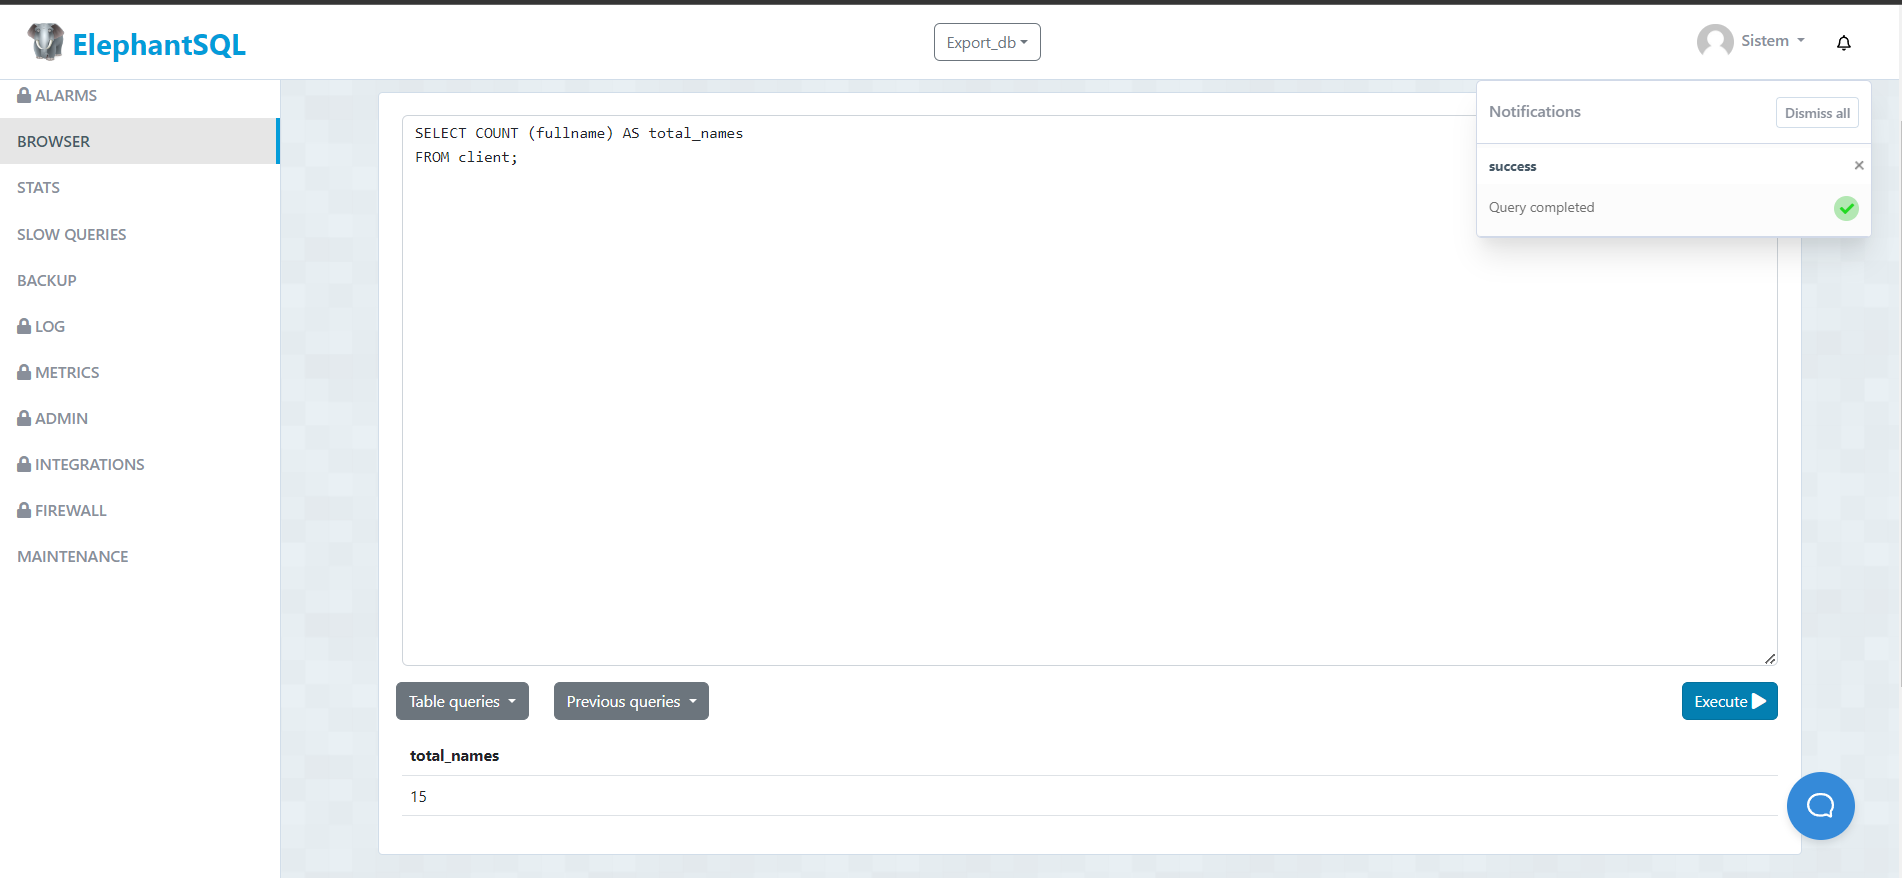 ElephantSQL
Export_db
Sistem
ALARMS
BROWSER
STATS
SLOW QUERIES
BACKUP
LOG
METRICS
ADMIN
INTEGRATIONS
FIREWALL
MAINTENANCE
SELECT COUNT (fullname) AS total_names
FROM client;
Notifications
Dismiss all
success
×
Query completed
Table queries
Previous queries
Execute
total_names
15